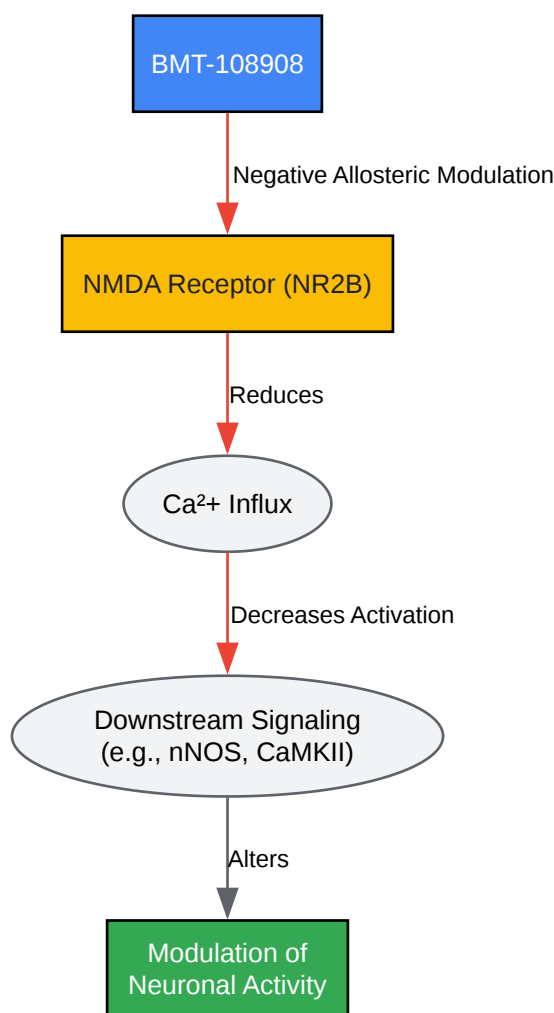 BMT-108908
Negative Allosteric Modulation
NMDA Receptor (NR2B)
Reduces
Ca²+ Influx
Decreases Activation
Downstream Signaling
(e.g., nNOS, CaMKII)
Alters
Modulation of
Neuronal Activity